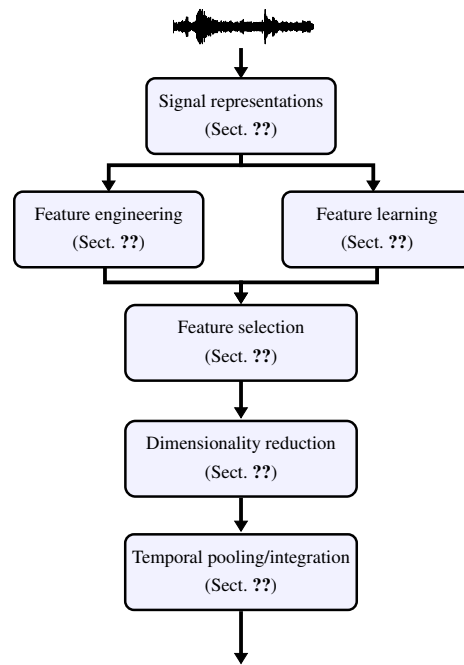 Signal representations
(Sect. ??)
Feature engineering
(Sect. ??)
Feature learning
(Sect. ??)
Feature selection
(Sect. ??)
Dimensionality reduction
(Sect. ??)
Temporal pooling/integration
(Sect. ??)